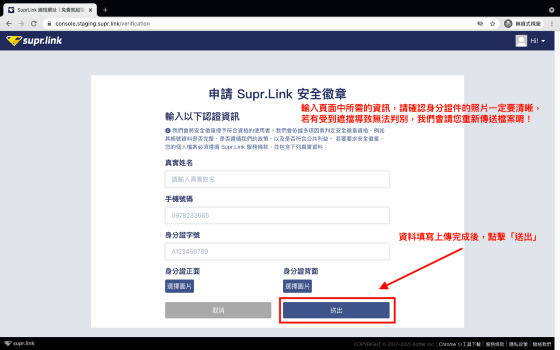 SuprLink 縮短網址｜免費短起
console.staging.supr.link/verification
無痕式視窗
supr.link
Hi!
申請 Supr.Link 安全徽章
輸入頁面中所需的資訊，請確認身分證件的照片一定要清晰，
若有受到遮擋導致無法判別，我們會請您重新傳送檔案唷！
輸入以下認證資訊
我們會將安全徽章授予符合資格的使用者。我們會依據多項因素判定安全徽章資格，例如
其帳號資料是否完整、是否遵循我們的政策，以及是否符合公共利益。若要要求安全徽章，
您的個人檔案必須遵循 Supr.Link 服務條款，並包含下列真實資料：
真實姓名
請輸入真實姓名
手機號碼
0978233666
資料填寫上傳完成後，點擊「送出」
身分證字號
A123456789
身分證正面 身分證背面
選擇圖片 選擇圖片
取消 送出
supr.link
COPYRIGHT © 2017-2021 Aotter Inc. | Chrome 小工具下載 | 服務條款 | 隱私政策 | 聯絡我們